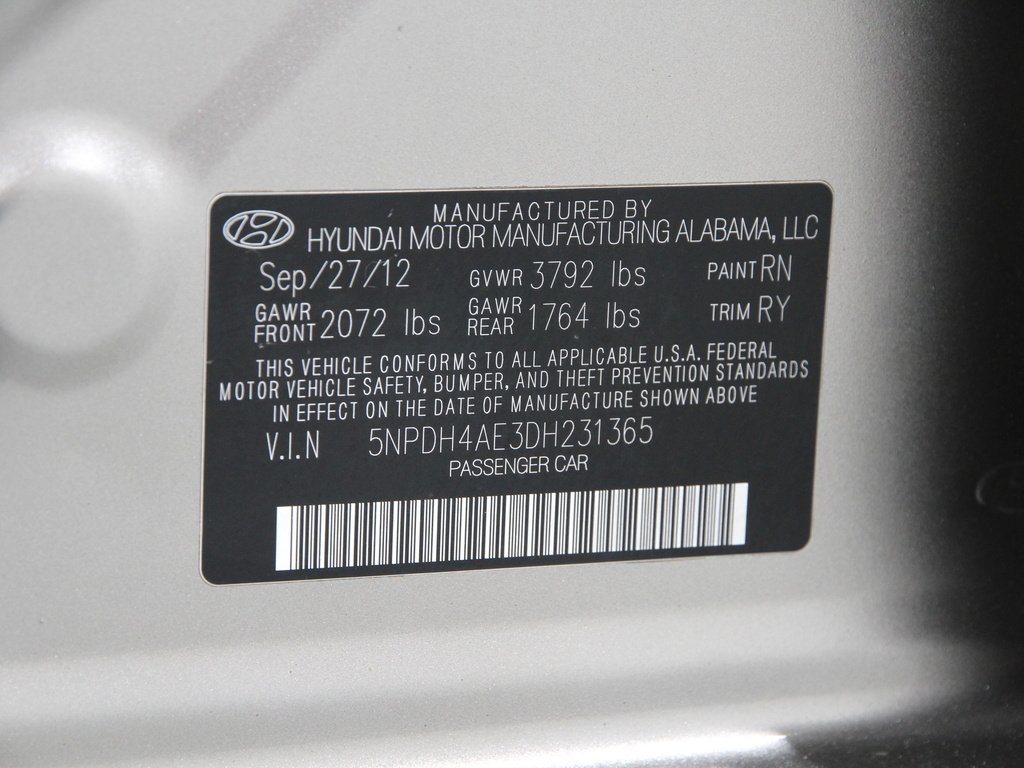 MANUFACTURED BY
HYUNDAI MOTOR MANUFACTURING ALABAMA, LLC
Sep/27/12 GVWR 3792 lbs PAINT RN
GAWR FRONT 2072 lbs GAWR REAR 1764 lbs TRIM RY
THIS VEHICLE CONFORMS TO ALL APPLICABLE U.S.A. FEDERAL
MOTOR VEHICLE SAFETY, BUMPER, AND THEFT PREVENTION STANDARDS
IN EFFECT ON THE DATE OF MANUFACTURE SHOWN ABOVE
V.I.N 5NPDH4AE3DH231365
PASSENGER CAR